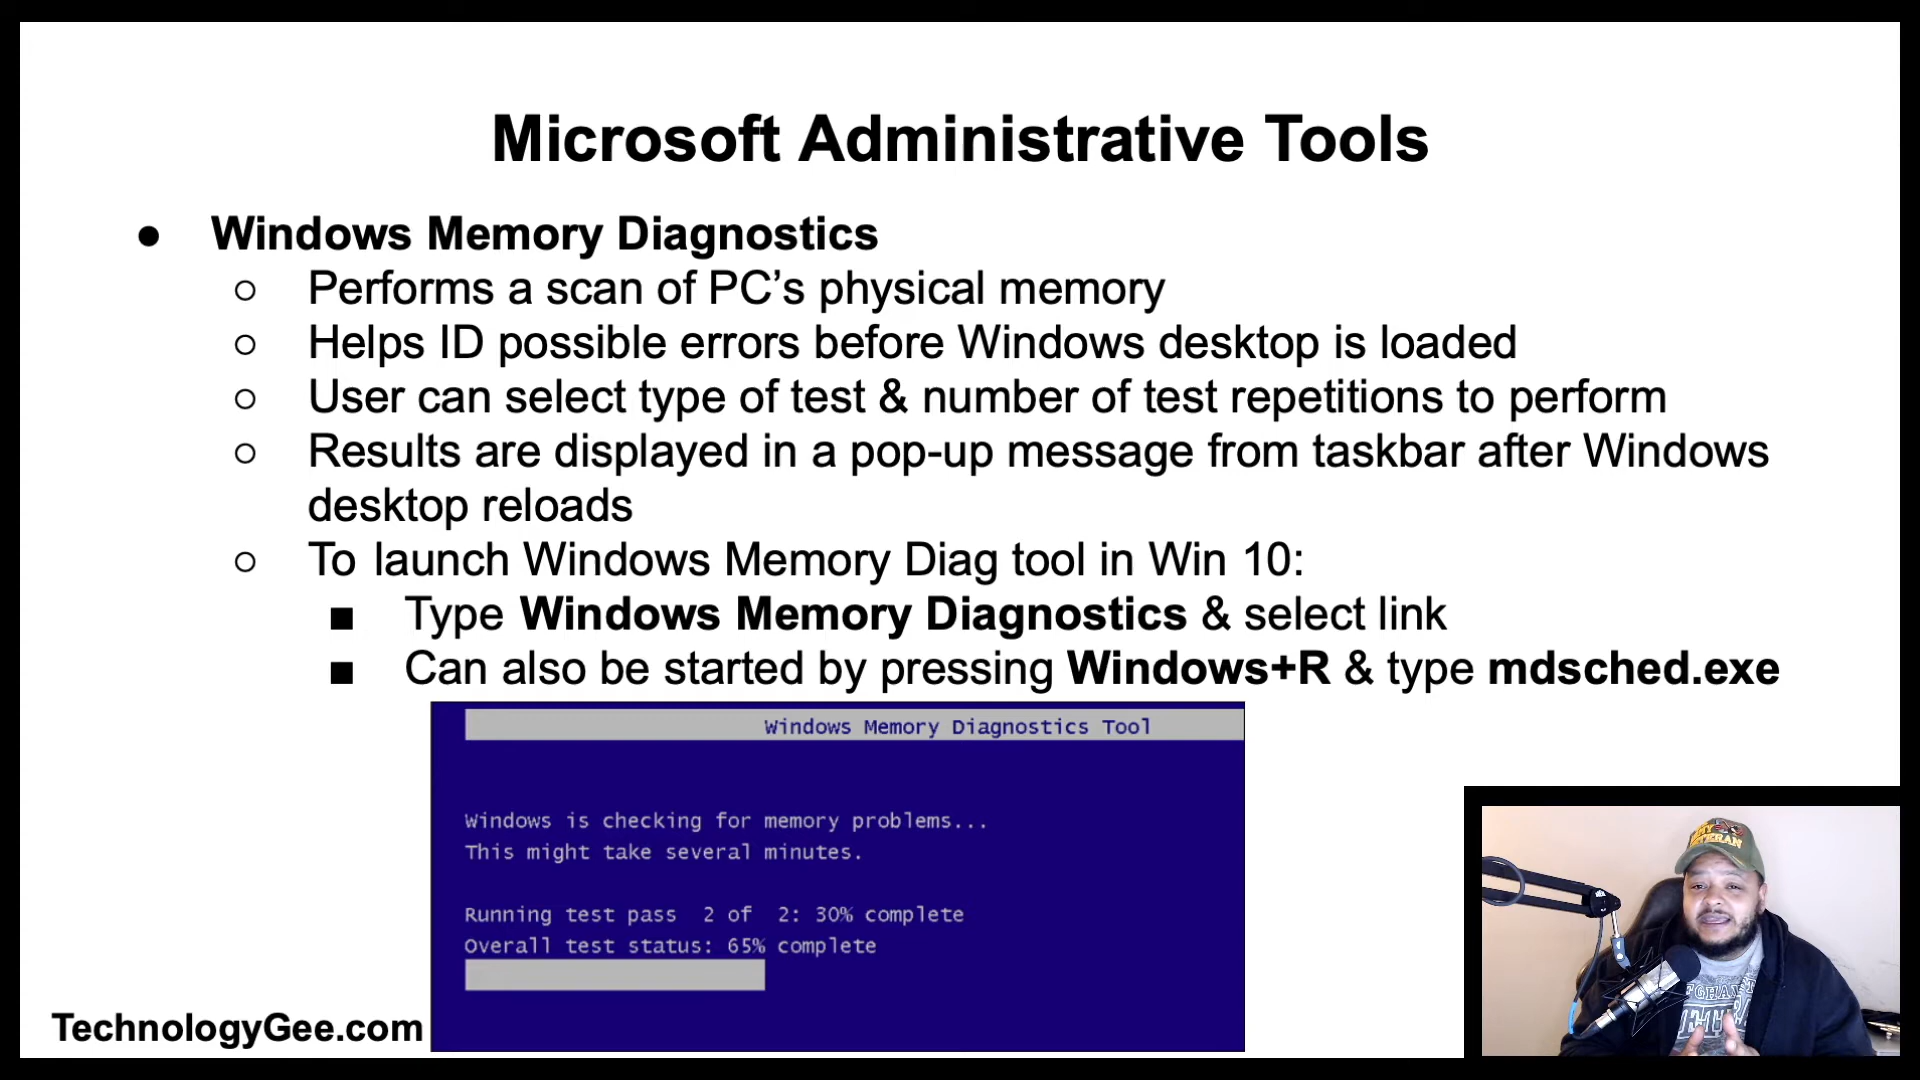 Microsoft Administrative Tools
● Windows Memory Diagnostics
○ Performs a scan of PC’s physical memory
○ Helps ID possible errors before Windows desktop is loaded
○ User can select type of test & number of test repetitions to perform
○ Results are displayed in a pop-up message from taskbar after Windows
desktop reloads
○ To launch Windows Memory Diag tool in Win 10:
■ Type Windows Memory Diagnostics & select link
■ Can also be started by pressing Windows+R & type mdsched.exe
Windows Memory Diagnostics Tool
Windows is checking for memory problems...
This might take several minutes.
Running test pass 2 of 2: 30% complete
Overall test status: 65% complete
TechnologyGee.com
VETERAN